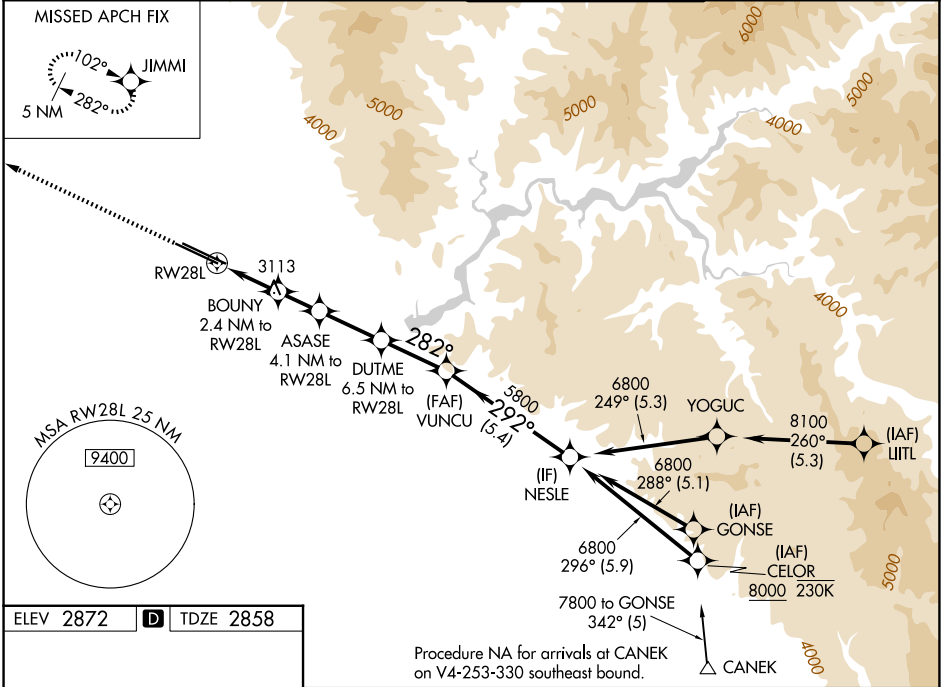 MISSED APCH FIX
102°
JIMMI
282°
5 NM
6000
5000
4000
5000
5000
4000
RW28L
3113
BOUNY
2.4 NM to
RW28L
ASASE
4.1 NM to
RW28L
DUTME
6.5 NM to
RW28L
282°
(FAF)
VUNCU
5800
292°
(5.4)
4000
6800
249° (5.3)
YOGUC
8100
260°
(5.3)
(IAF)
LIITL
(IF)
NESLE
6800
288° (5.1)
(IAF)
GONSE
6800
296° (5.9)
(IAF)
CELOR
8000 230K
5000
MSA RW28L 25 NM
9400
7800 to GONSE
342° (5)
ELEV 2872 D TDZE 2858
Procedure NA for arrivals at CANEK
on V4-253-330 southeast bound.
CANEK
4000